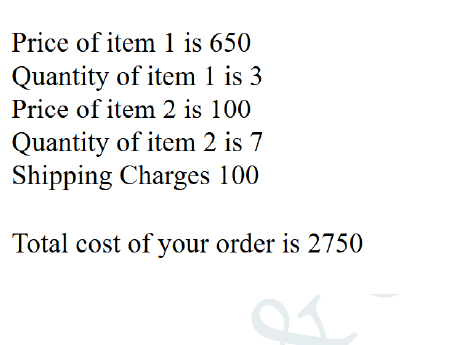 Price of item 1 is 650
Quantity of item 1 is 3
Price of item 2 is 100
Quantity of item 2 is 7
Shipping Charges 100
Total cost of your order is 2750